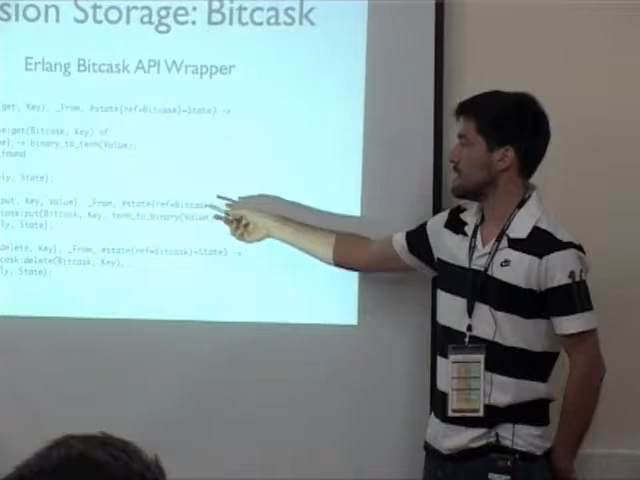 sion Storage: Bitcask
Erlang Bitcask API Wrapper
get, Key}, _From, #state{ref=Bitcask}=State) ->
:get(Bitcask, Key) of
-> binary_to_term(Value);
found
ly, State};
put, Key, Value} _From, #state{ref=Bitcask
cask:put(Bitcask, Key, term_to_binary(Value
ly, State};
delete, Key}, _From, #state{ref=Bitcask}=State) ->
cask:delete(Bitcask, Key),
ly, State};